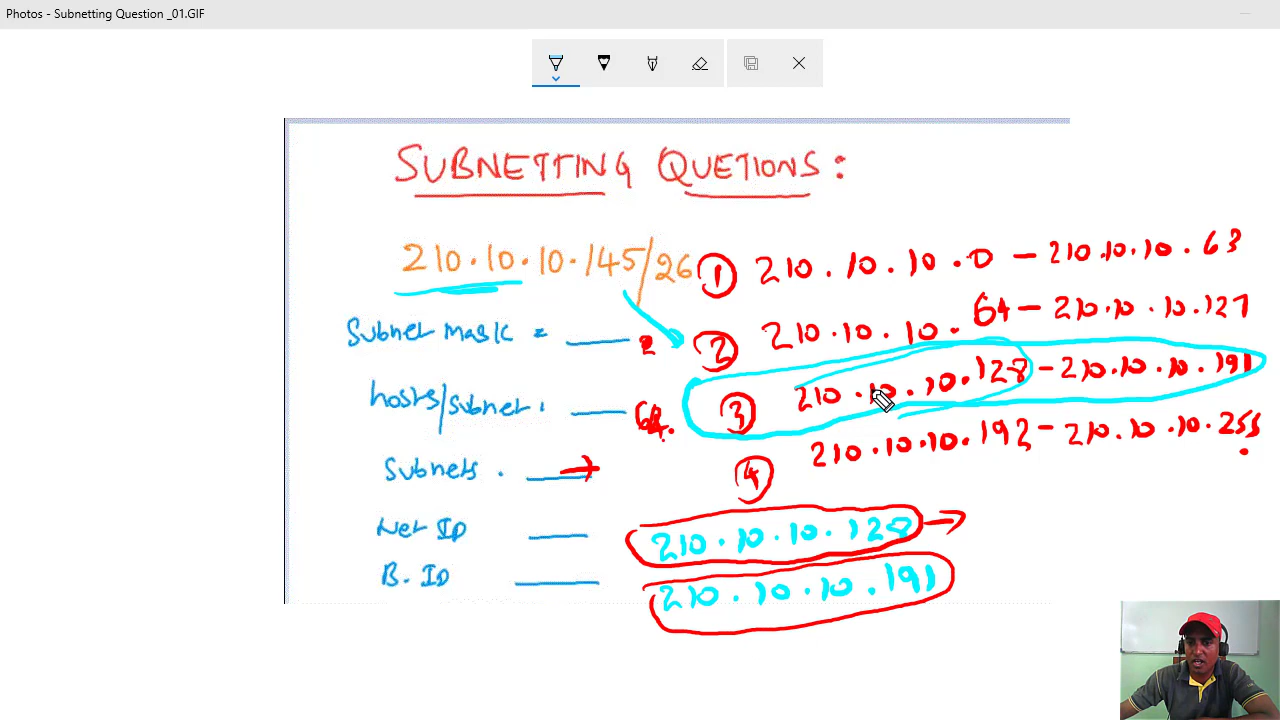 Photos - Subnetting Question _01.GIF
SUBNETTING QUETIONS:
210.10.10.145/26
① 210.10.10.0 - 210.10.10.63
Subnet mask =
② 210.10.10.64 - 210.10.10.127
③ 210.10.10.128 - 210.10.10.191
hosts/subnet: 64.
④ 210.10.10.192 - 210.10.10.255
Subnets.
Net ID 210.10.10.128
B.ID 210.10.10.191